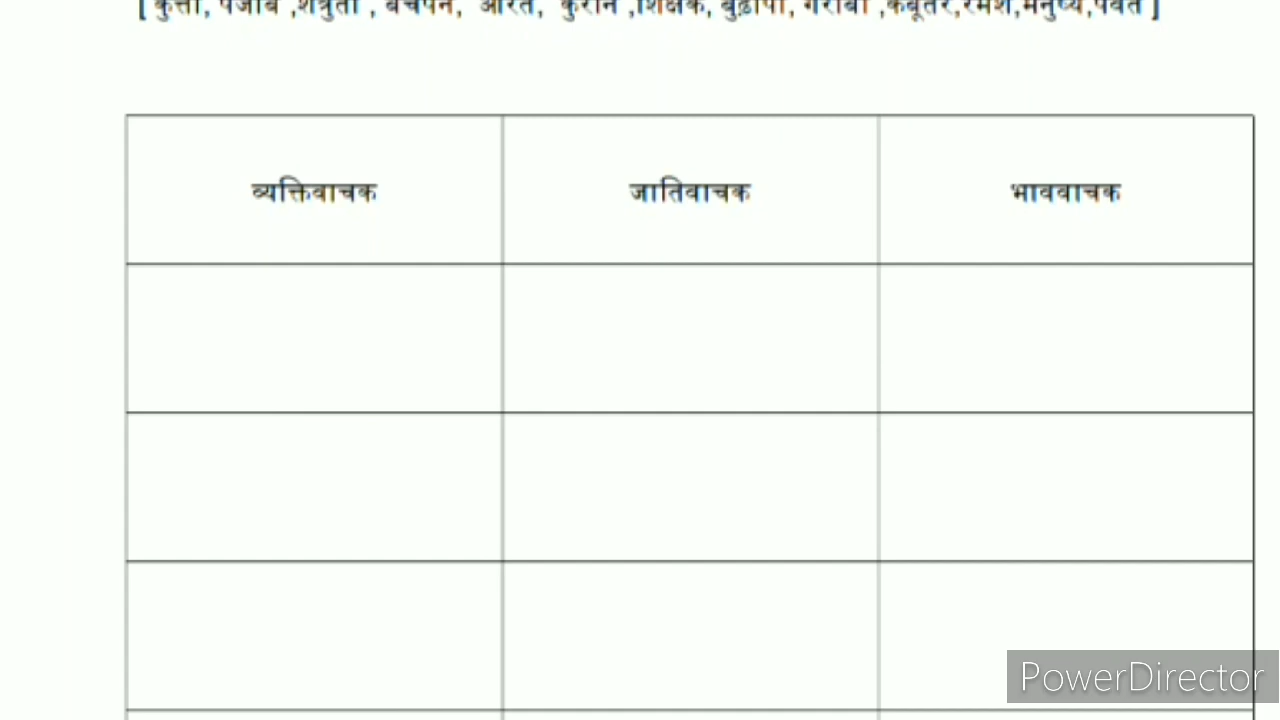 [ कुत्ता, पंजाब ,शत्रुता , बचपन, औरत, कुरान ,शिक्षक, बुढ़ापा, गरीबी ,कबूतर,रमेश,मनुष्य,पर्वत ]
व्यक्तिवाचक जातिवाचक भाववाचक
PowerDirector